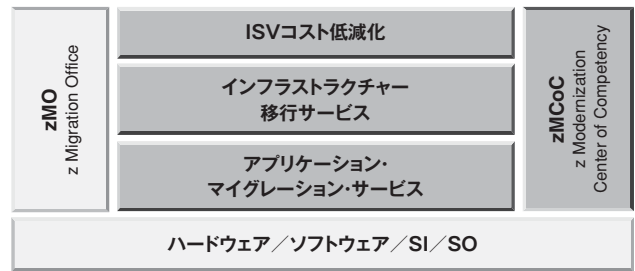 zMO
z Migration Office
ISVコスト低減化
インフラストラクチャー
移行サービス
アプリケーション・
マイグレーション・サービス
zMCoC
z Modernization
Center of Competency
ハードウェア／ソフトウェア／SI／SO